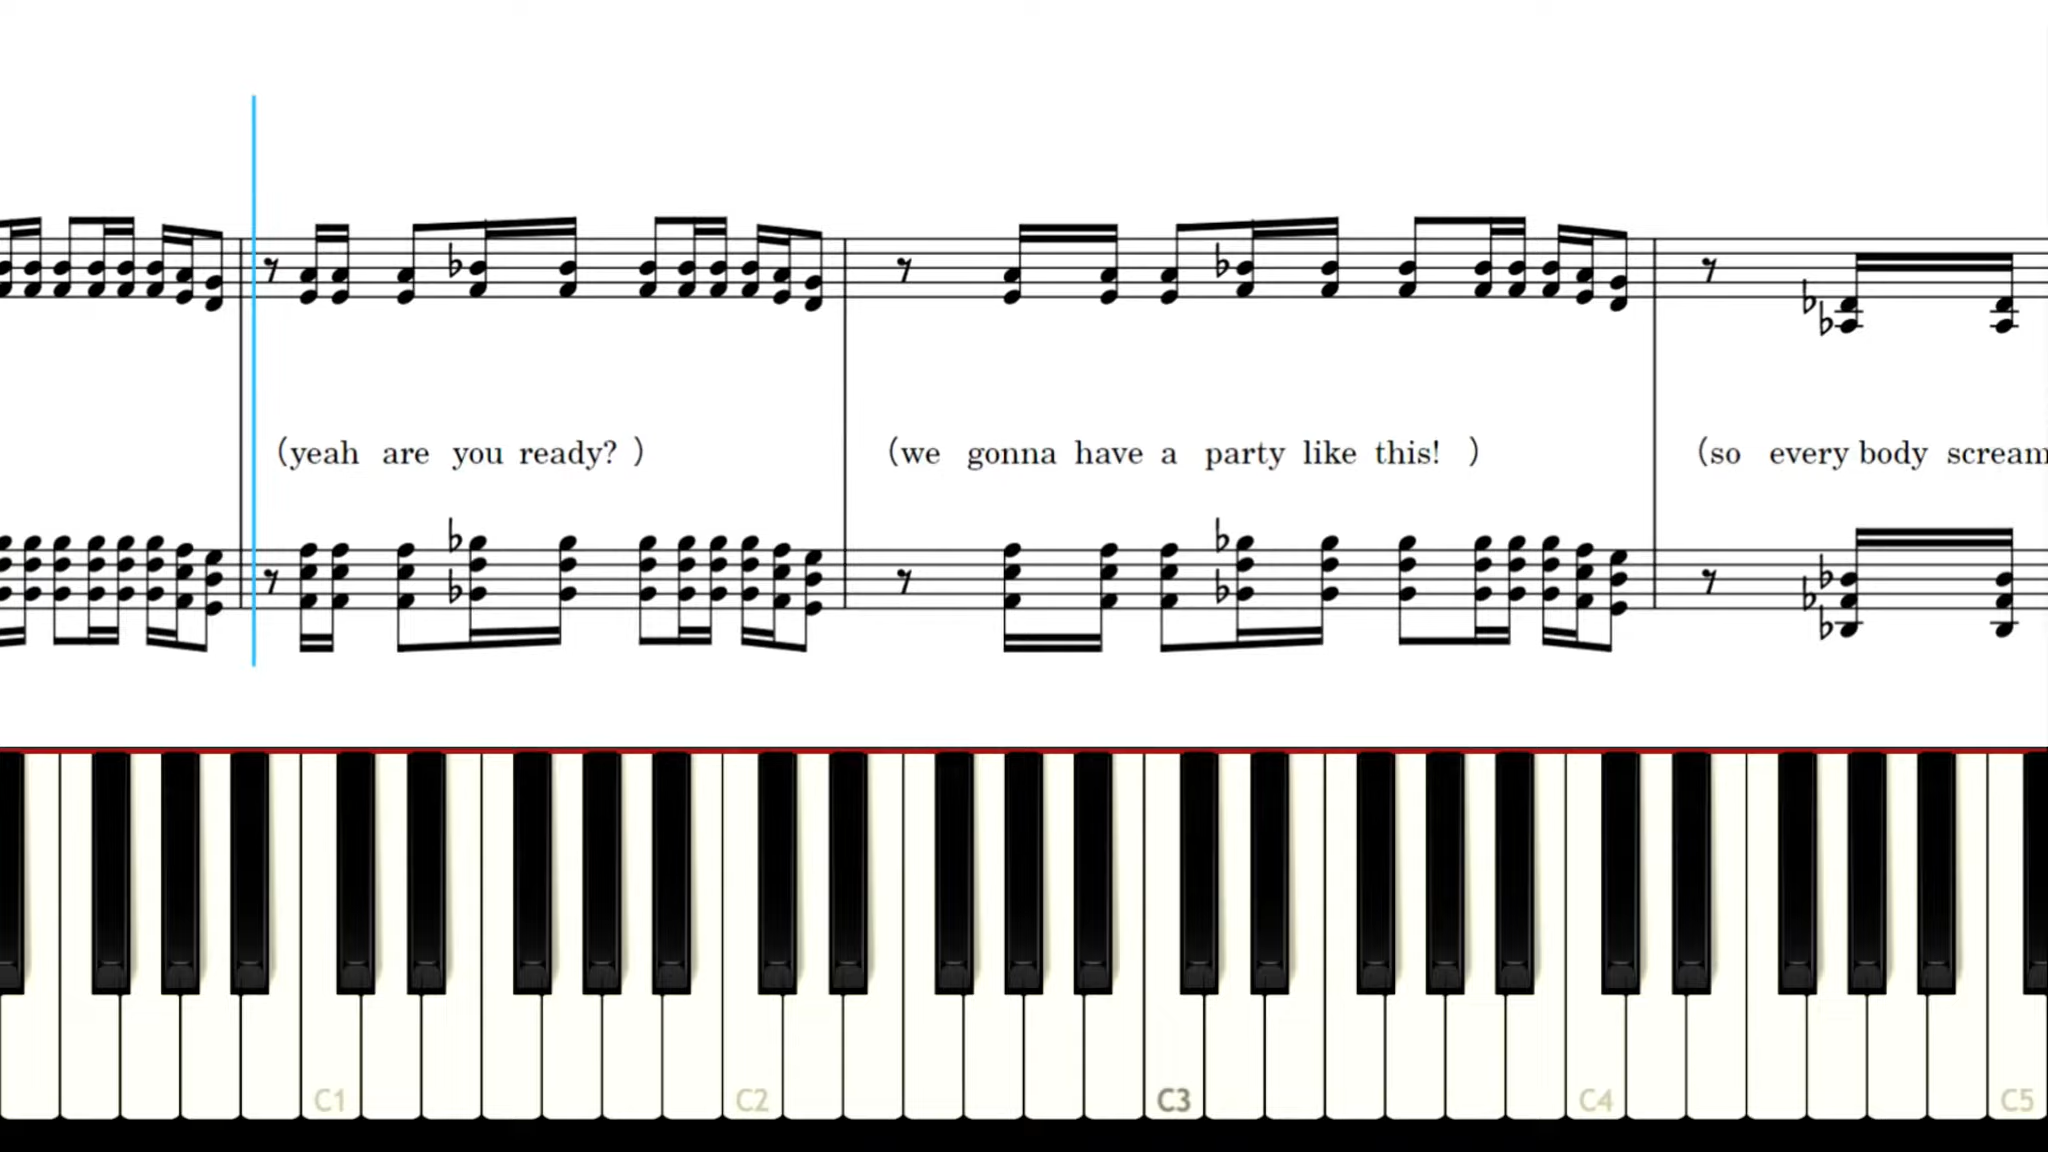 (yeah are you ready? )
(we gonna have a party like this! )
(so every body scream
C1
C2
C3
C4
C5